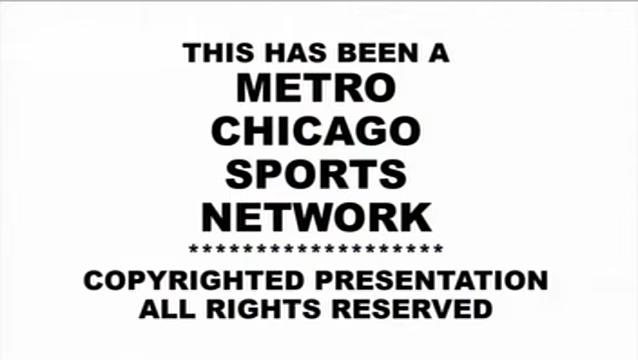 THIS HAS BEEN A
METRO
CHICAGO
SPORTS
NETWORK
*******************
COPYRIGHTED PRESENTATION
ALL RIGHTS RESERVED